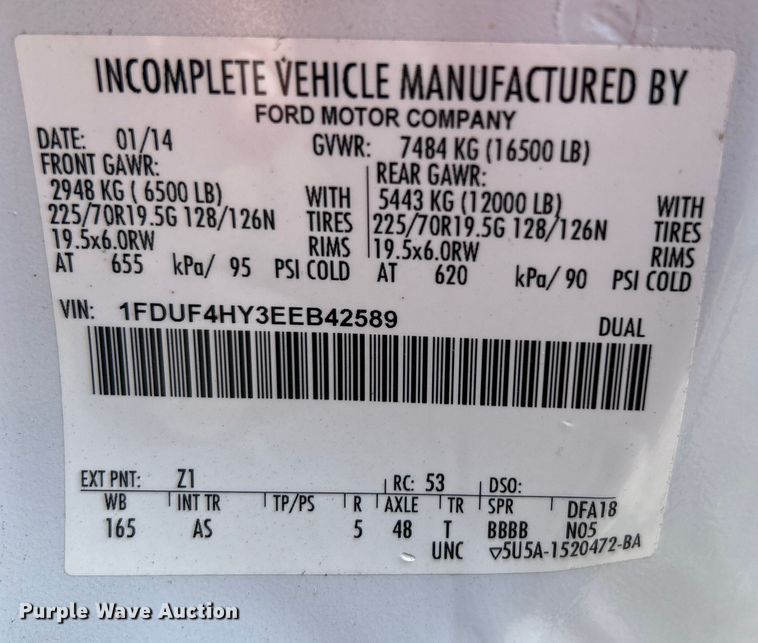 INCOMPLETE VEHICLE MANUFACTURED BY
FORD MOTOR COMPANY
DATE: 01/14 GVWR: 7484 KG (16500 LB)
FRONT GAWR: REAR GAWR:
2948 KG ( 6500 LB) WITH 5443 KG (12000 LB) WITH
225/70R19.5G 128/126N TIRES 225/70R19.5G 128/126N TIRES
19.5x6.0RW RIMS 19.5x6.0RW RIMS
AT 655 kPa/ 95 PSI COLD AT 620 kPa/ 90 PSI COLD
VIN: 1FDUF4HY3EEB42589 DUAL
EXT PNT: Z1 RC: 53 DSO:
WB INT TR TP/PS R AXLE TR SPR DFA18
165 AS 5 48 T BBBB N05
UNC ▽5U5A-1520472-BA
Purple Wave Auction